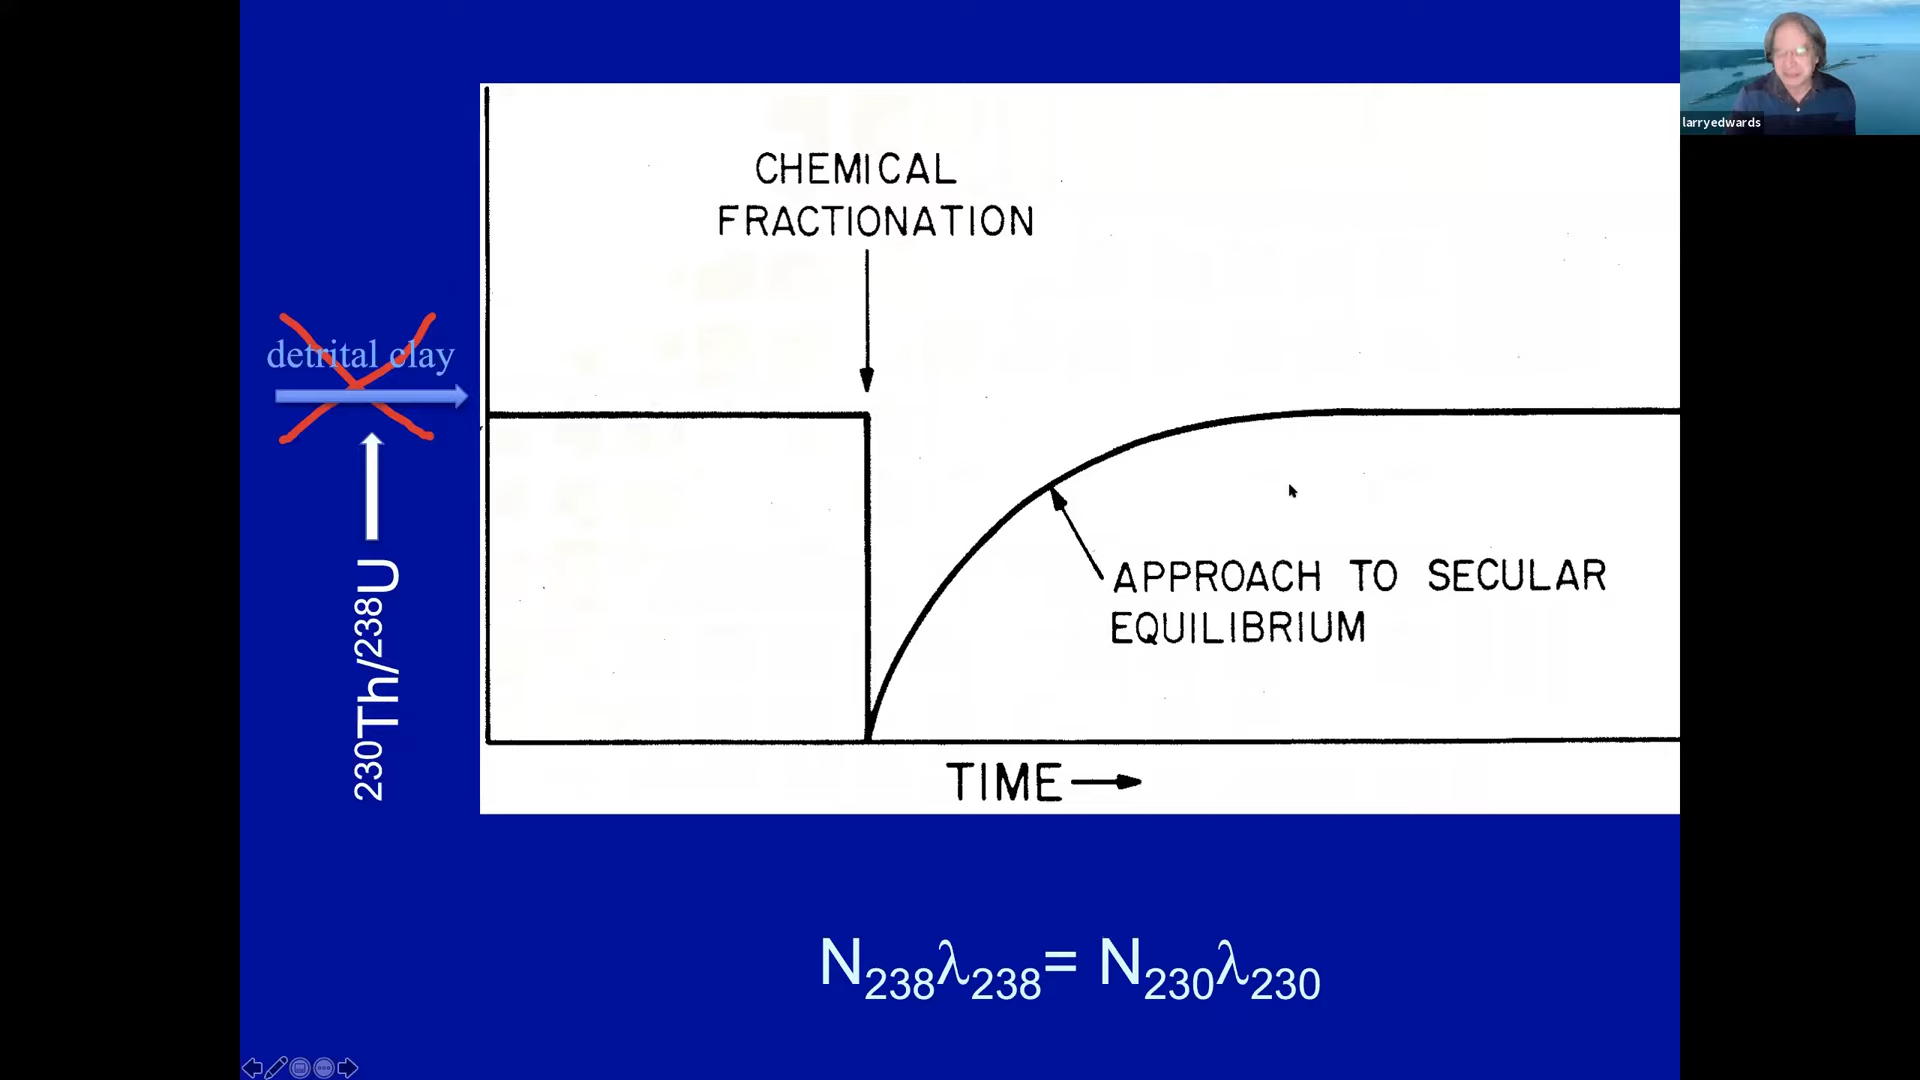 larryedwards
CHEMICAL
FRACTIONATION
detrital clay
²³⁰Th/²³⁸U
APPROACH TO SECULAR
EQUILIBRIUM
TIME
N₂₃₈λ₂₃₈= N₂₃₀λ₂₃₀